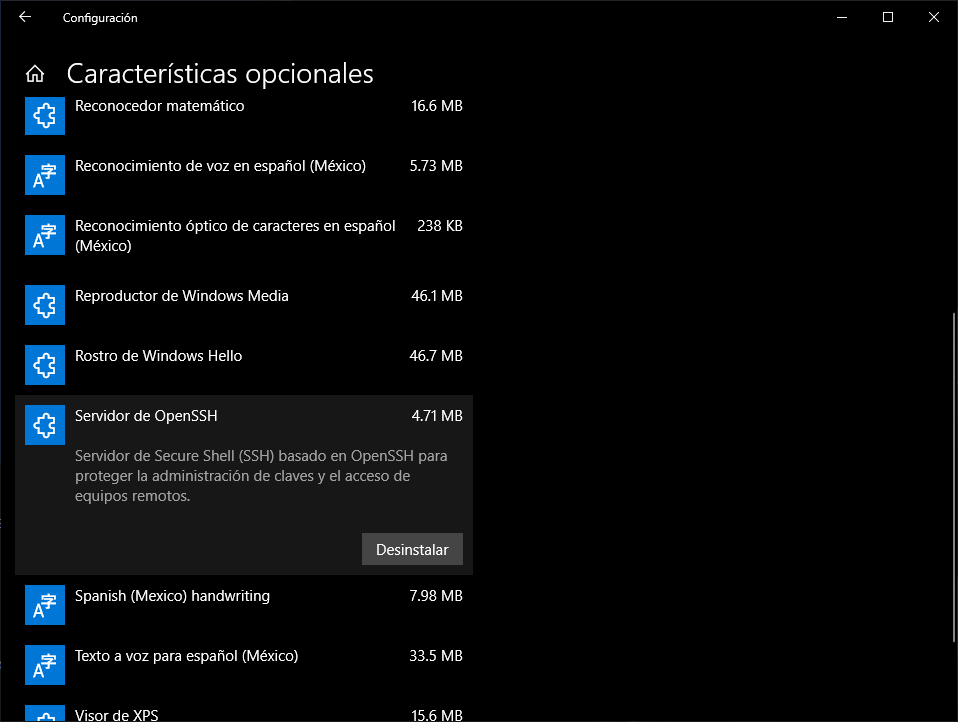 Configuración
Características opcionales
Reconocedor matemático 16.6 MB
Reconocimiento de voz en español (México) 5.73 MB
Reconocimiento óptico de caracteres en español 238 KB
(México)
Reproductor de Windows Media 46.1 MB
Rostro de Windows Hello 46.7 MB
Servidor de OpenSSH 4.71 MB
Servidor de Secure Shell (SSH) basado en OpenSSH para
proteger la administración de claves y el acceso de
equipos remotos.
Desinstalar
Spanish (Mexico) handwriting 7.98 MB
Texto a voz para español (México) 33.5 MB
Visor de XPS 15.6 MB